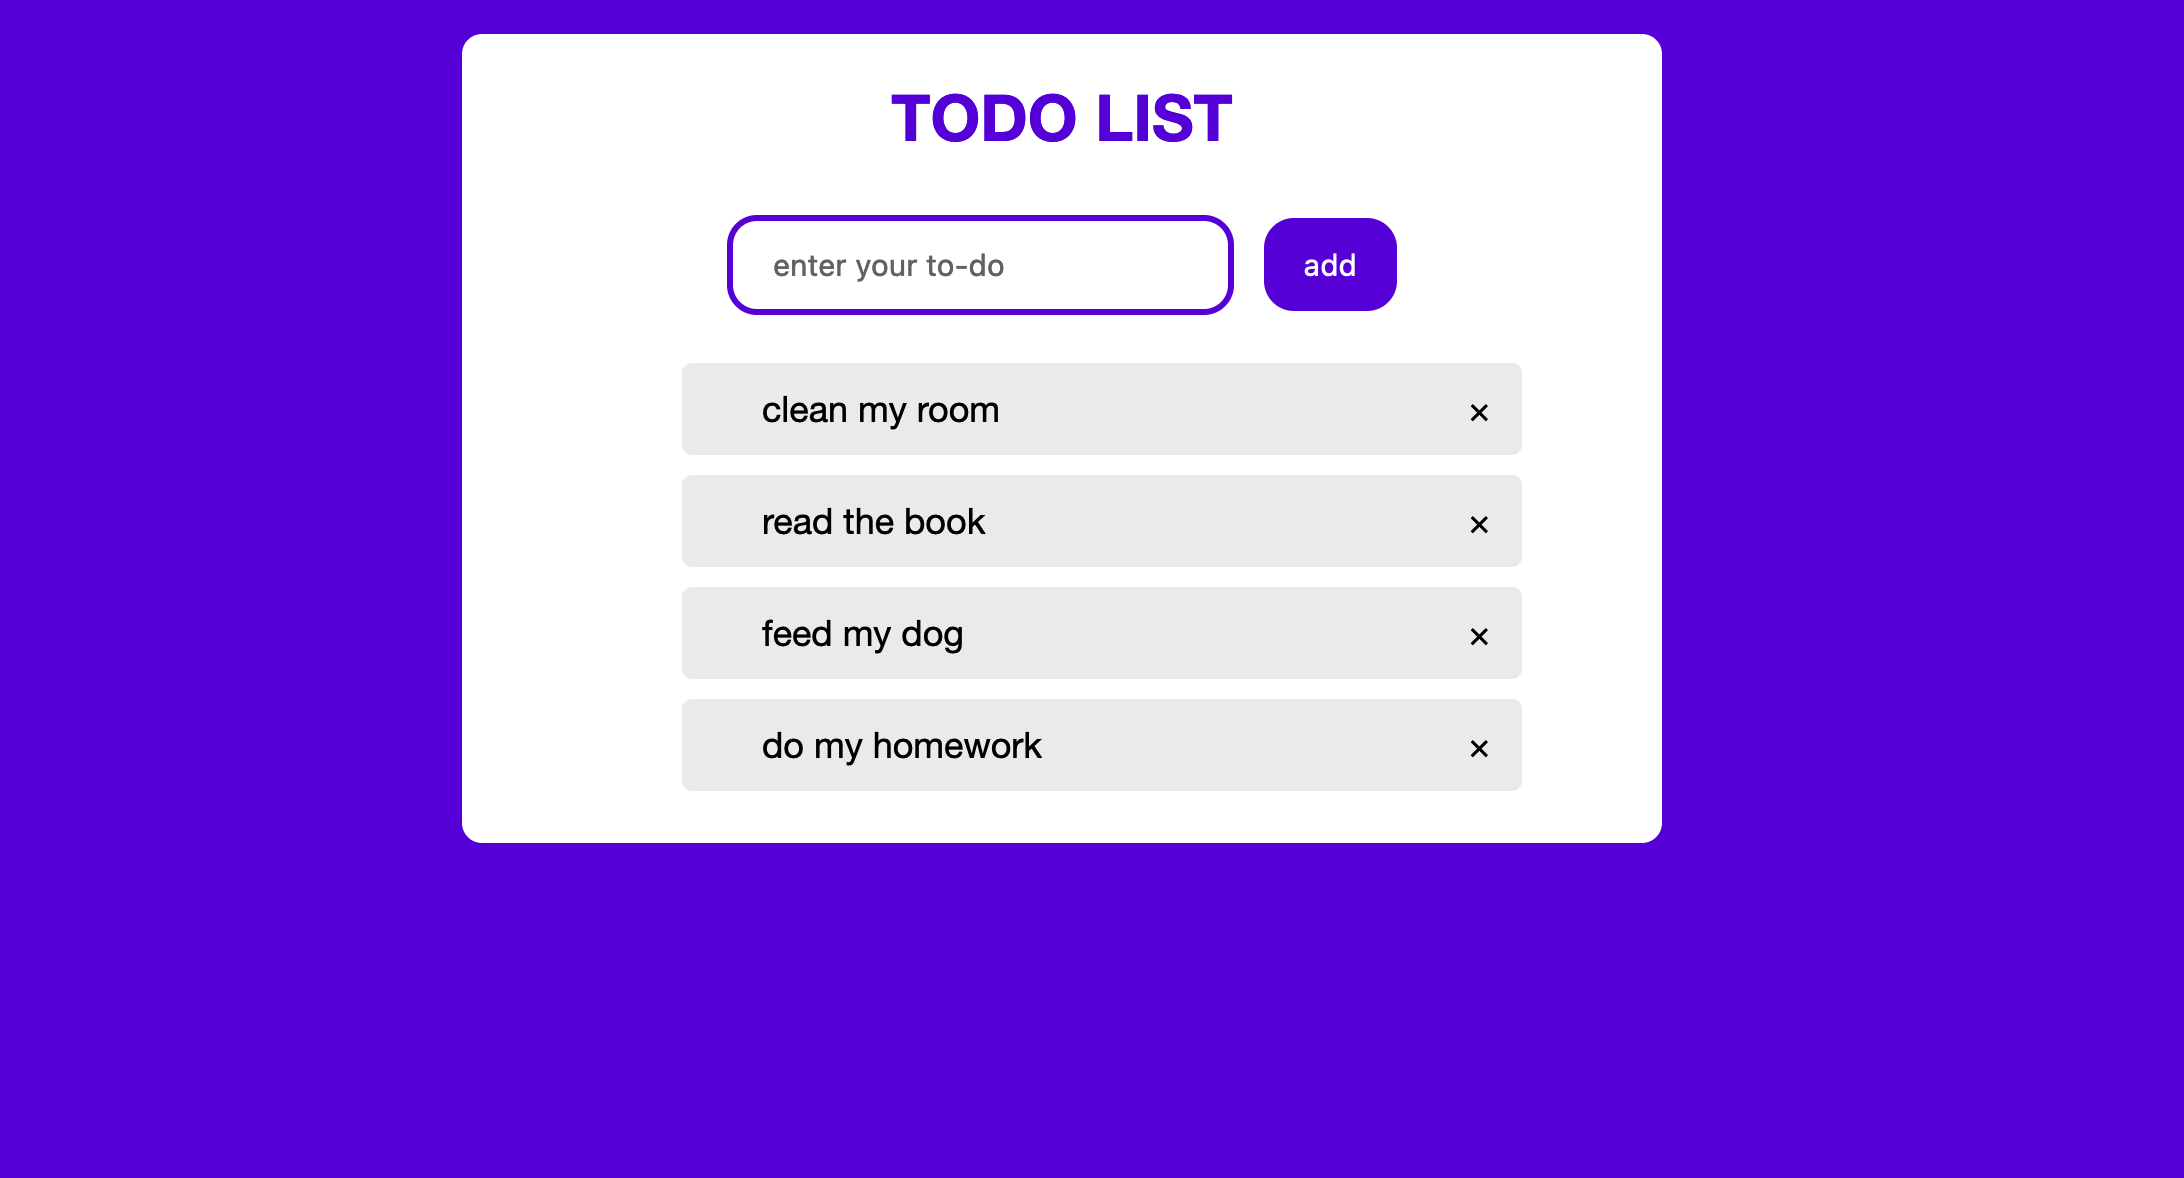 TODO LIST
enter your to-do
add
clean my room
×
read the book
×
feed my dog
×
do my homework
×